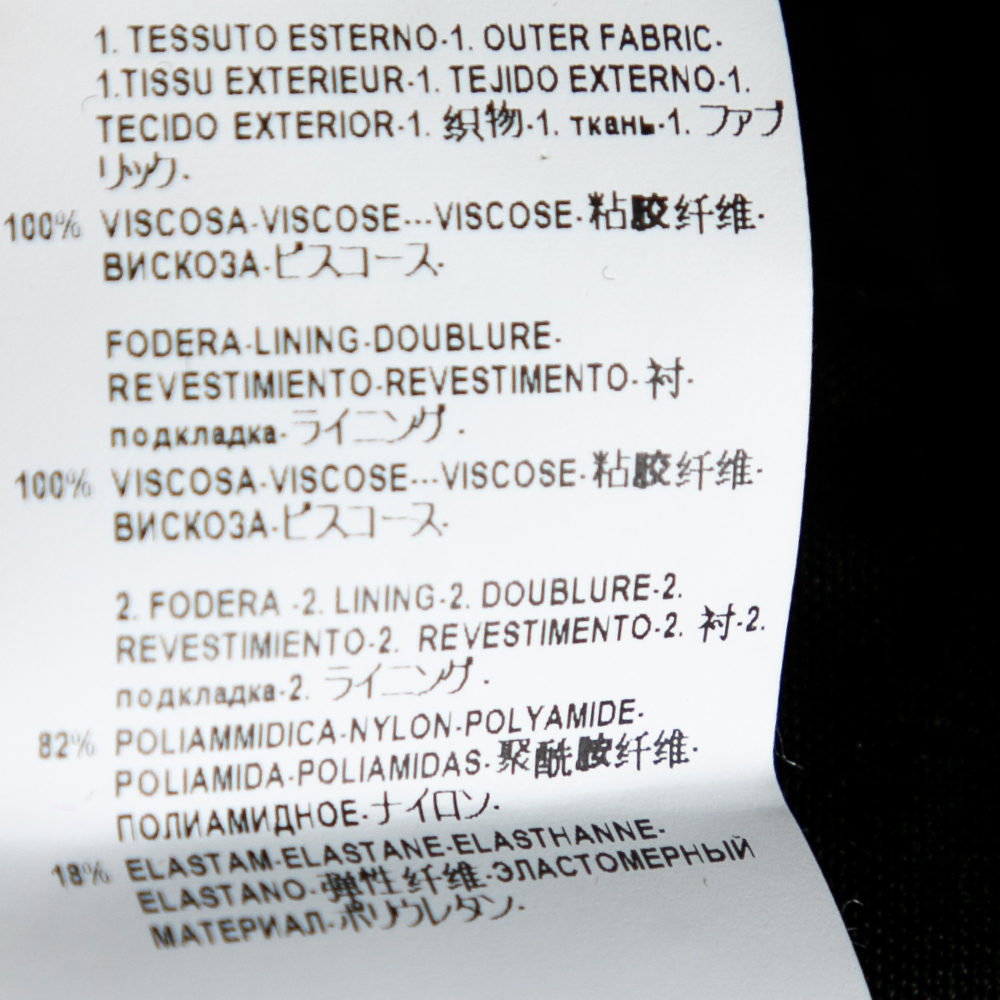 1. TESSUTO ESTERNO-1. OUTER FABRIC-
1.TISSU EXTERIEUR-1. TEJIDO EXTERNO-1.
TECIDO EXTERIOR-1. 织物-1. ткань-1. ファブ
リック-
100% VISCOSA-VISCOSE---VISCOSE-粘胶纤维-
ВИСКОЗА-ビスコース-
FODERA-LINING-DOUBLURE-
REVESTIMIENTO-REVESTIMENTO-衬-
подкладка-ライニング -
100% VISCOSA-VISCOSE---VISCOSE-粘胶纤维-
ВИСКОЗА-ビスコース-
2. FODERA -2. LINING-2. DOUBLURE-2.
REVESTIMIENTO-2. REVESTIMENTO-2. 衬-2.
подкладка-2. ライニング -
82% POLIAMMIDICA-NYLON-POLYAMIDE-
POLIAMIDA-POLIAMIDAS-聚酰胺纤维-
ПОЛИАМИДНОЕ-ナイロン-
18% ELASTAM-ELASTANE-ELASTHANNE-
ELASTANO-弹性纤维-ЭЛАСТОМЕРНЫЙ
МАТЕРИАЛ-ポリウレタン-